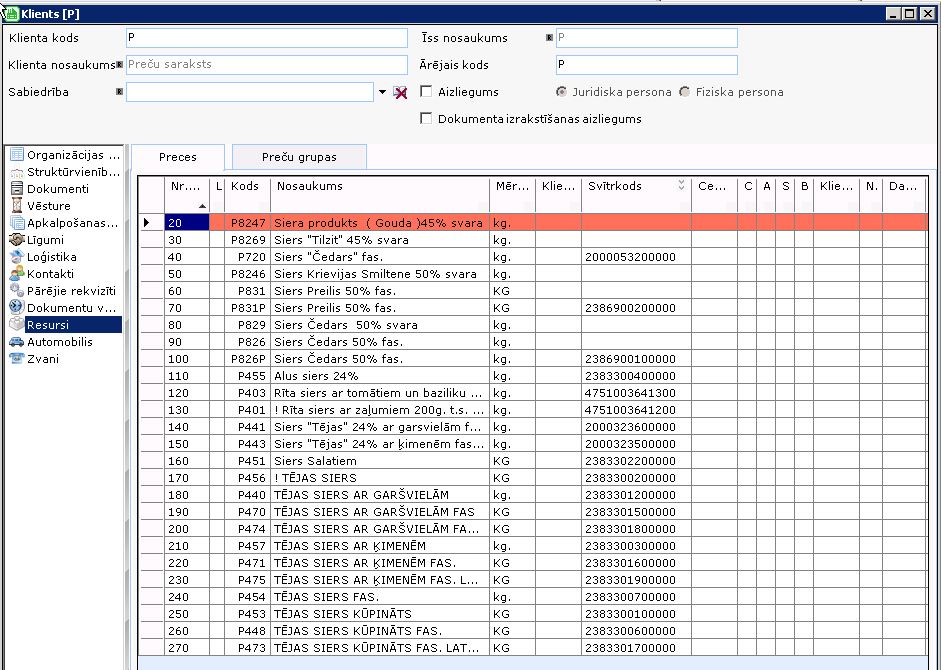 Klients [P]
Klienta kods P Īss nosaukums P
Klienta nosaukums Preču saraksts Ārējais kods P
Sabiedrība Aizliegums Juridiska persona Fiziska persona
Dokumenta izrakstīšanas aizliegums
Organizācijas ...
Struktūrvienīb...
Dokumenti
Vēsture
Apkalpošanas...
Līgumi
Loģistika
Kontakti
Pārējie rekvizīti
Dokumentu v...
Resursi
Automobilis
Zvani
Preces Preču grupas
Nr.... L Kods Nosaukums Mēr... Klie... Svītrkods Ce... C A S B Klie... N. Da...
20 P8247 Siera produkts ( Gouda )45% svara kg.
30 P8269 Siers "Tilzit" 45% svara kg.
40 P720 Siers "Čedars" fas. kg. 2000053200000
50 P8246 Siers Krievijas Smiltene 50% svara kg.
60 P831 Siers Preilis 50% fas. KG
70 P831P Siers Preilis 50% fas. KG 2386900200000
80 P829 Siers Čedars 50% svara kg.
90 P826 Siers Čedars 50% fas. kg.
100 P826P Siers Čedars 50% fas. kg. 2386900100000
110 P455 Alus siers 24% kg. 2383300400000
120 P403 Rīta siers ar tomātiem un baziliku ... kg. 4751003641300
130 P401 ! Rīta siers ar zaļumiem 200g. t.s. ... kg. 4751003641200
140 P441 Siers "Tējas" 24% ar garsvielām f... kg. 2000323600000
150 P443 Siers "Tējas" 24% ar ķimenēm fas... kg. 2000323500000
160 P451 Siers Salatiem KG 2383302200000
170 P456 ! TĒJAS SIERS KG 2383300200000
180 P440 TĒJAS SIERS AR GARŠVIELĀM kg. 2383301200000
190 P470 TĒJAS SIERS AR GARŠVIELĀM FAS KG 2383301500000
200 P474 TĒJAS SIERS AR GARŠVIELĀM FA... KG 2383301800000
210 P457 TĒJAS SIERS AR ĶIMENĒM kg. 2383300300000
220 P471 TĒJAS SIERS AR ĶIMENĒM FAS. KG 2383301600000
230 P475 TĒJAS SIERS AR ĶIMENĒM FAS. L... KG 2383301900000
240 P454 TĒJAS SIERS FAS. kg. 2383300700000
250 P453 TĒJAS SIERS KŪPINĀTS KG 2383300100000
260 P448 TĒJAS SIERS KŪPINĀTS FAS. KG 2383300600000
270 P473 TĒJAS SIERS KŪPINĀTS FAS. LAT... KG 2383301700000